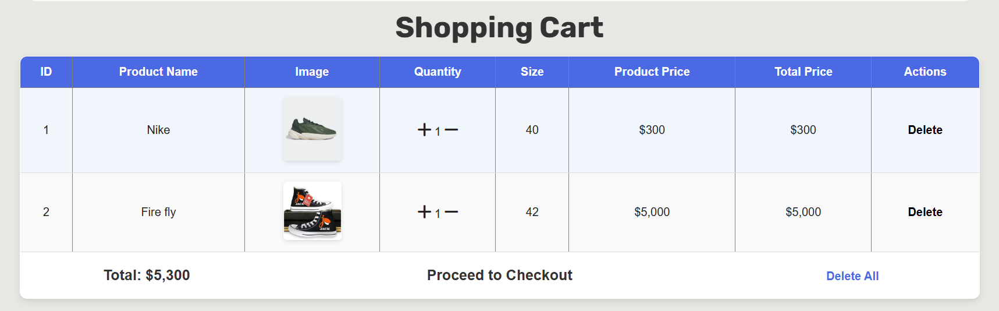 Shopping Cart
ID Product Name Image Quantity Size Product Price Total Price Actions
1 Nike 1 40 $300 $300 Delete
JACK
2 Fire fly 1 42 $5,000 $5,000 Delete
JACK
Total: $5,300 Proceed to Checkout Delete All